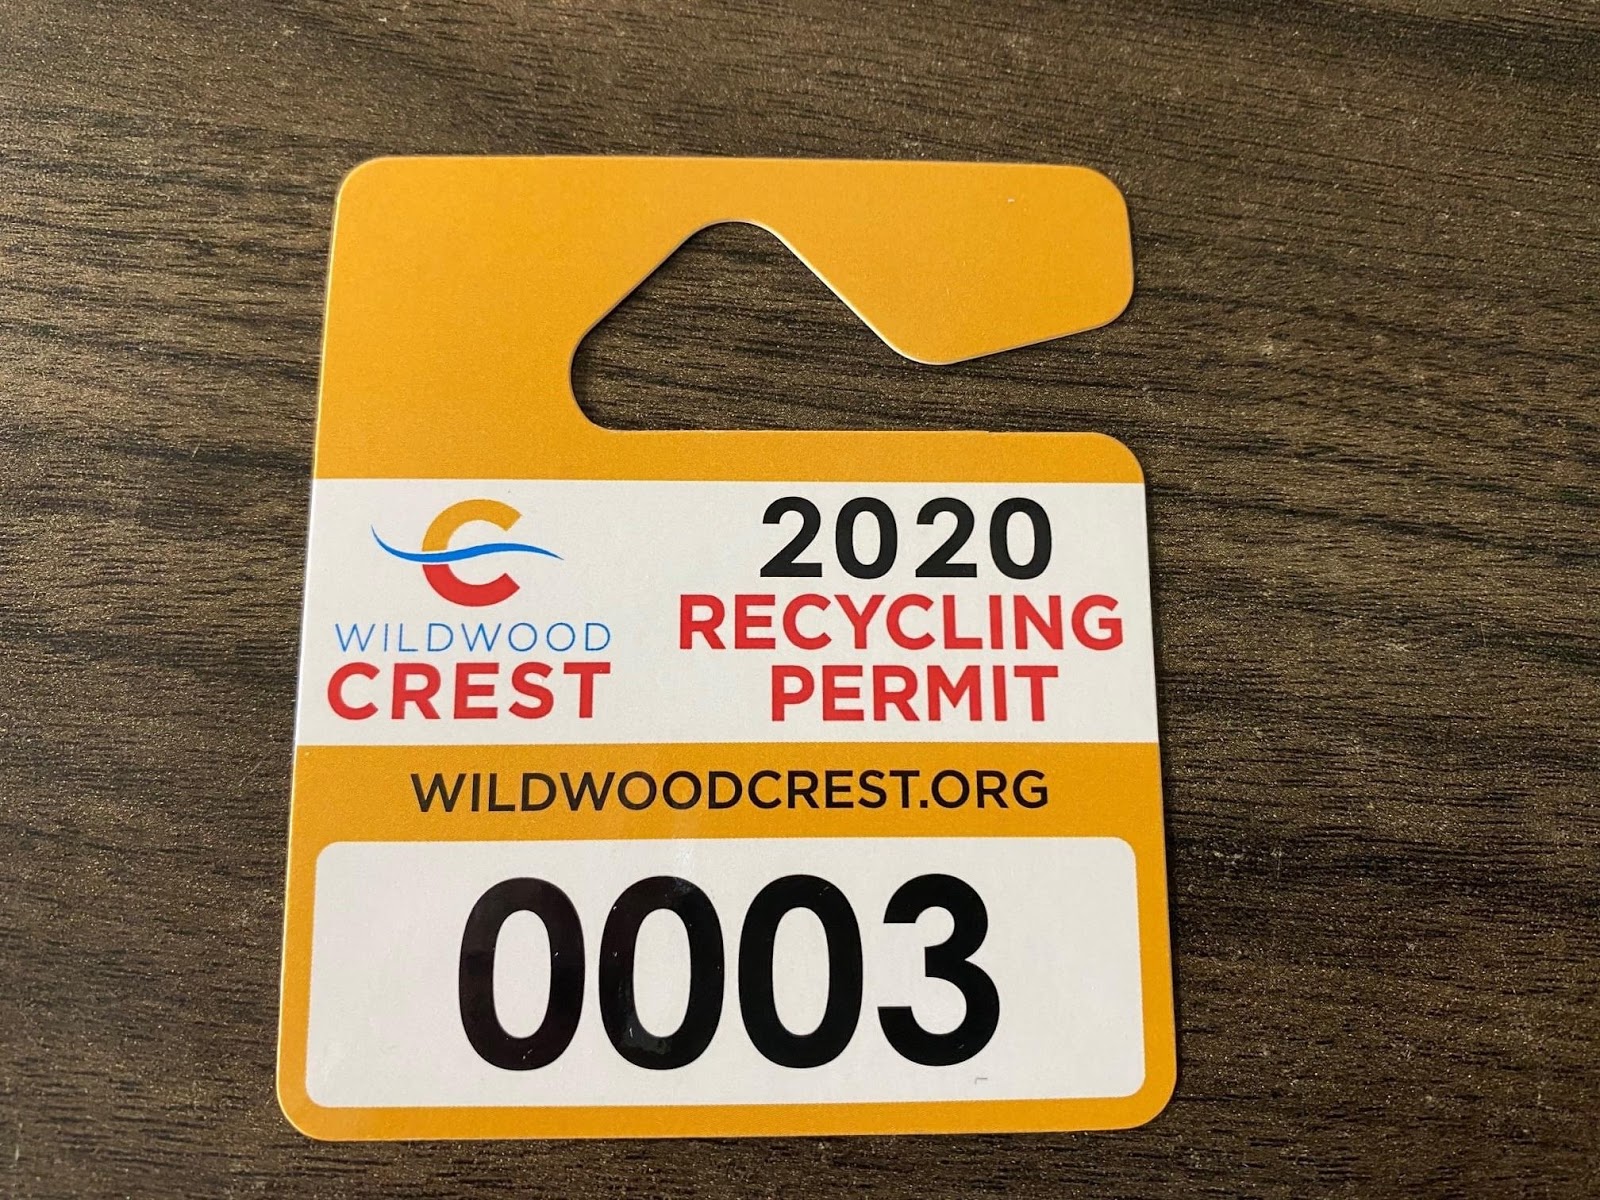 C
WILDWOOD
CREST
2020
RECYCLING
PERMIT
WILDWOODCREST.ORG
0003